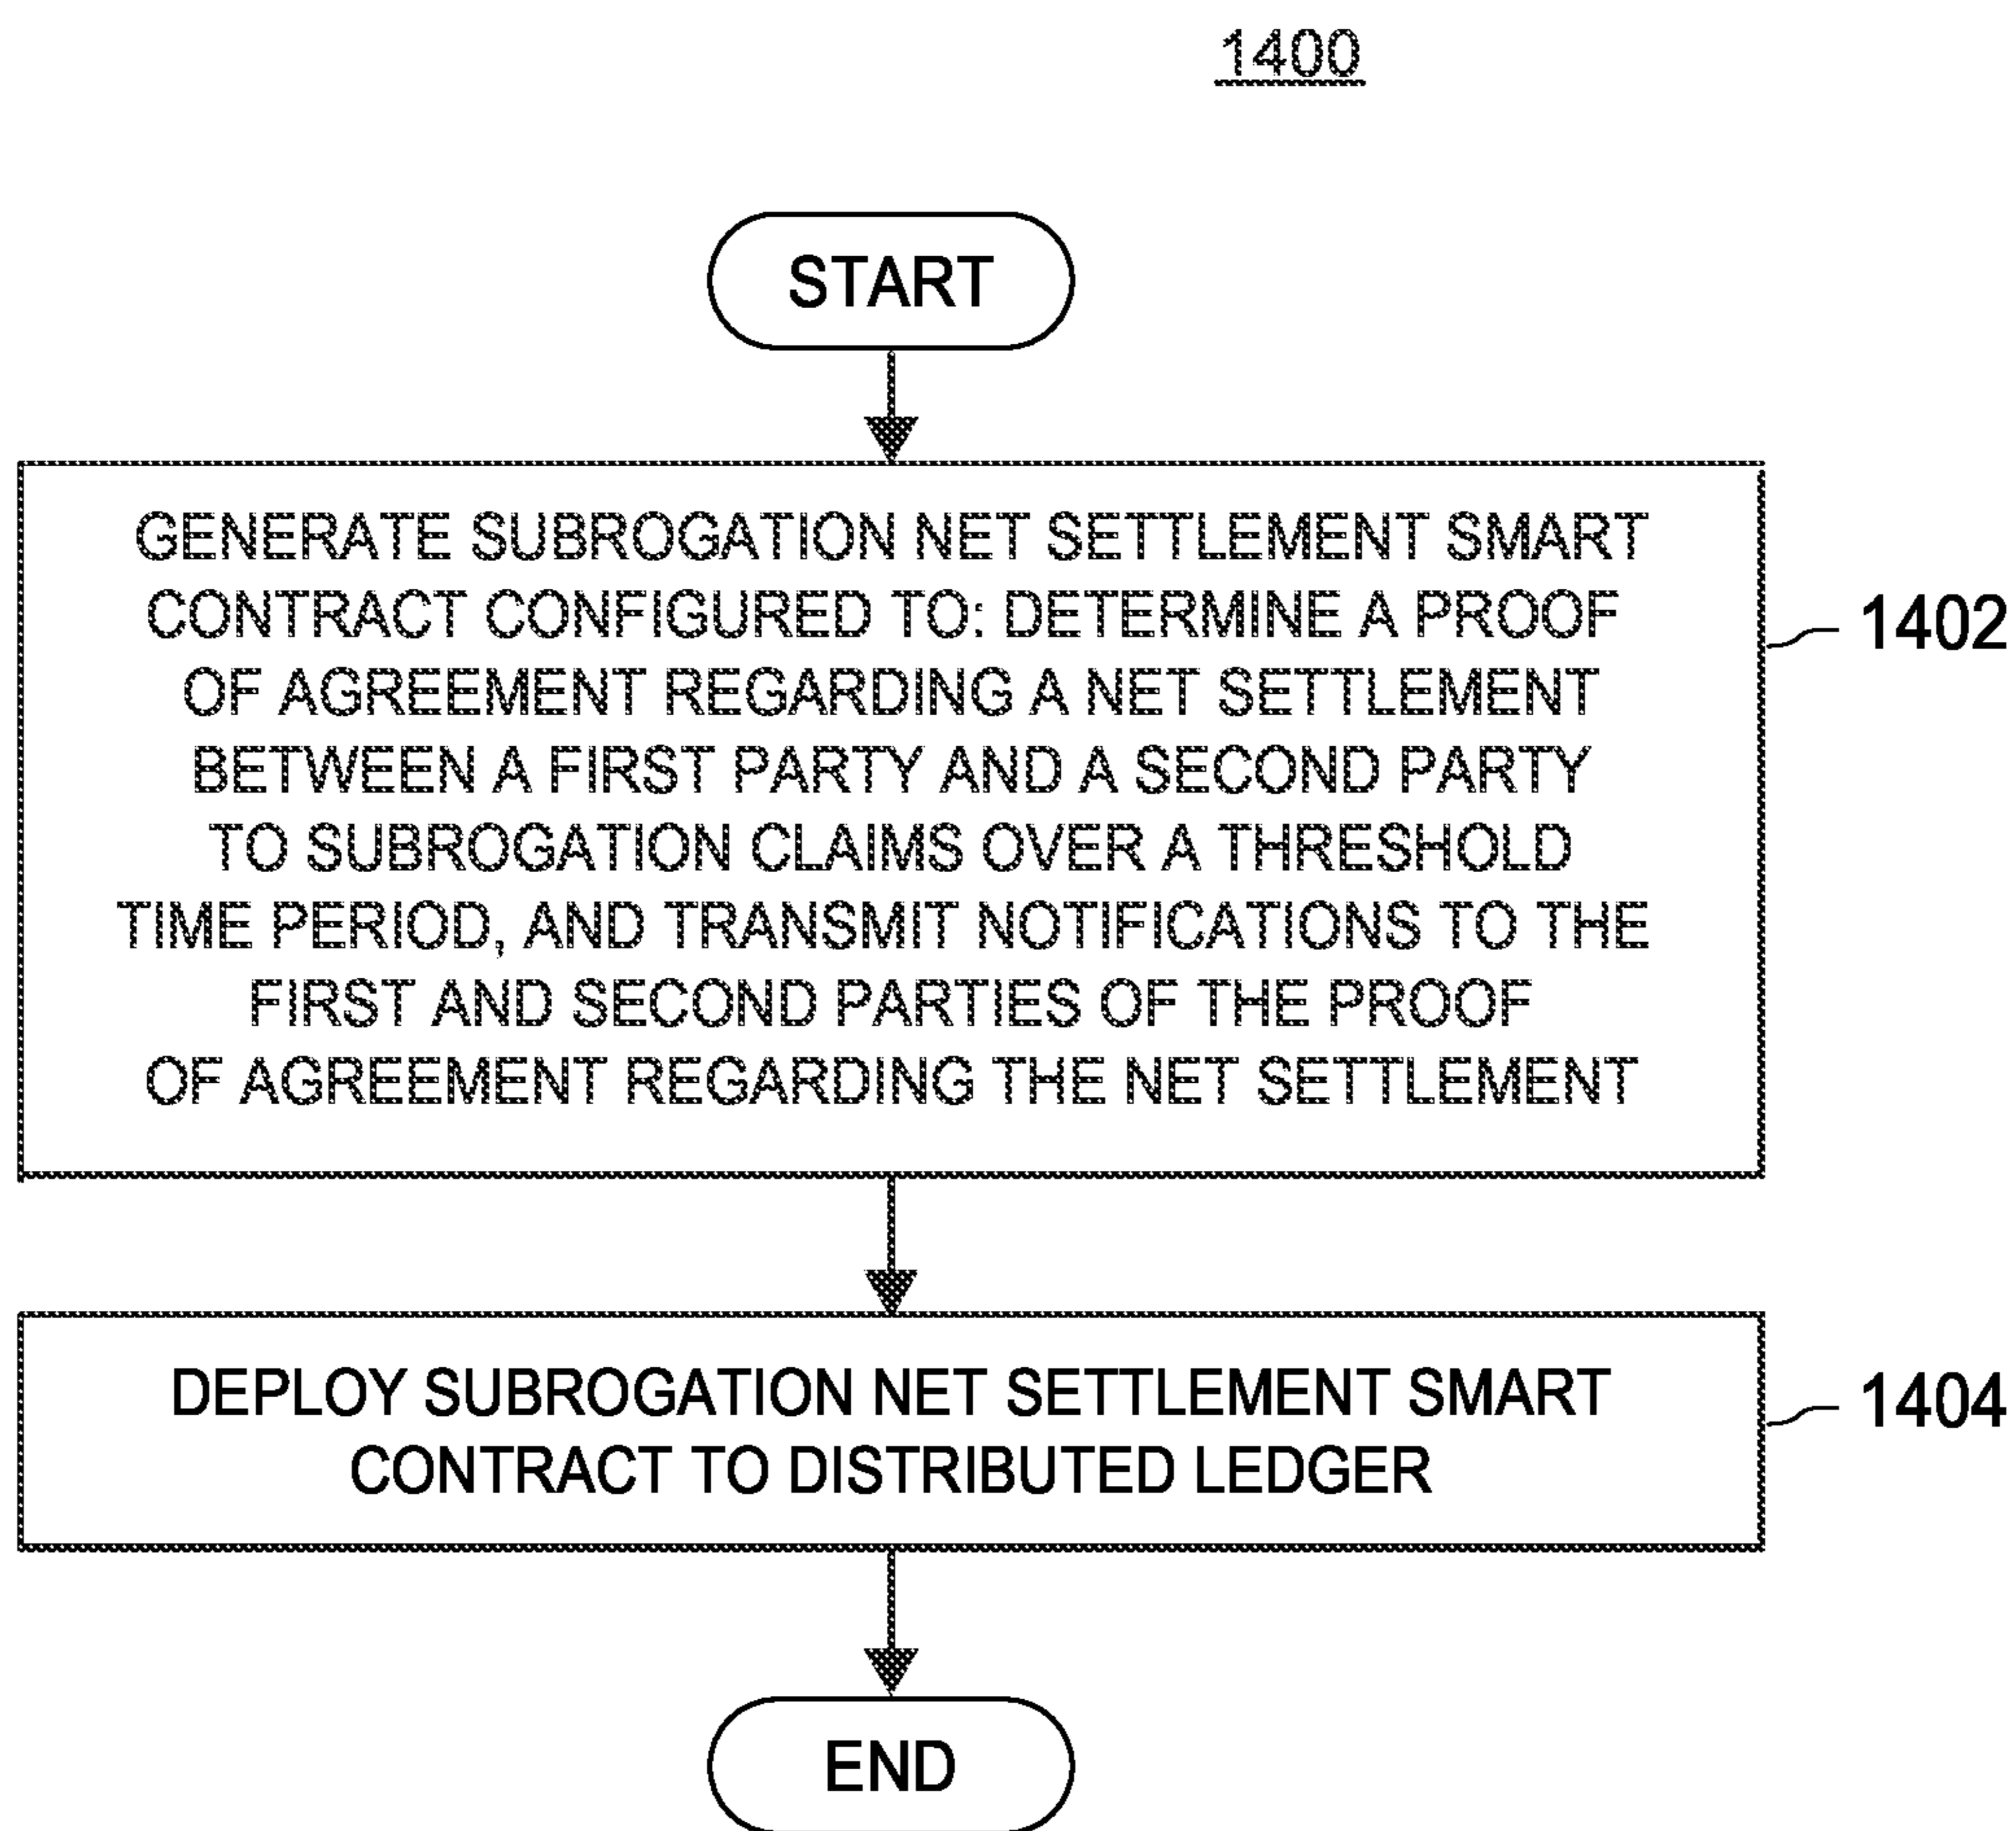 1400
START
GENERATE SUBROGATION NET SETTLEMENT SMART
CONTRACT CONFIGURED TO: DETERMINE A PROOF
OF AGREEMENT REGARDING A NET SETTLEMENT
BETWEEN A FIRST PARTY AND A SECOND PARTY
TO SUBROGATION CLAIMS OVER A THRESHOLD
TIME PERIOD, AND TRANSMIT NOTIFICATIONS TO THE
FIRST AND SECOND PARTIES OF THE PROOF
OF AGREEMENT REGARDING THE NET SETTLEMENT
1402
DEPLOY SUBROGATION NET SETTLEMENT SMART
CONTRACT TO DISTRIBUTED LEDGER
1404
END